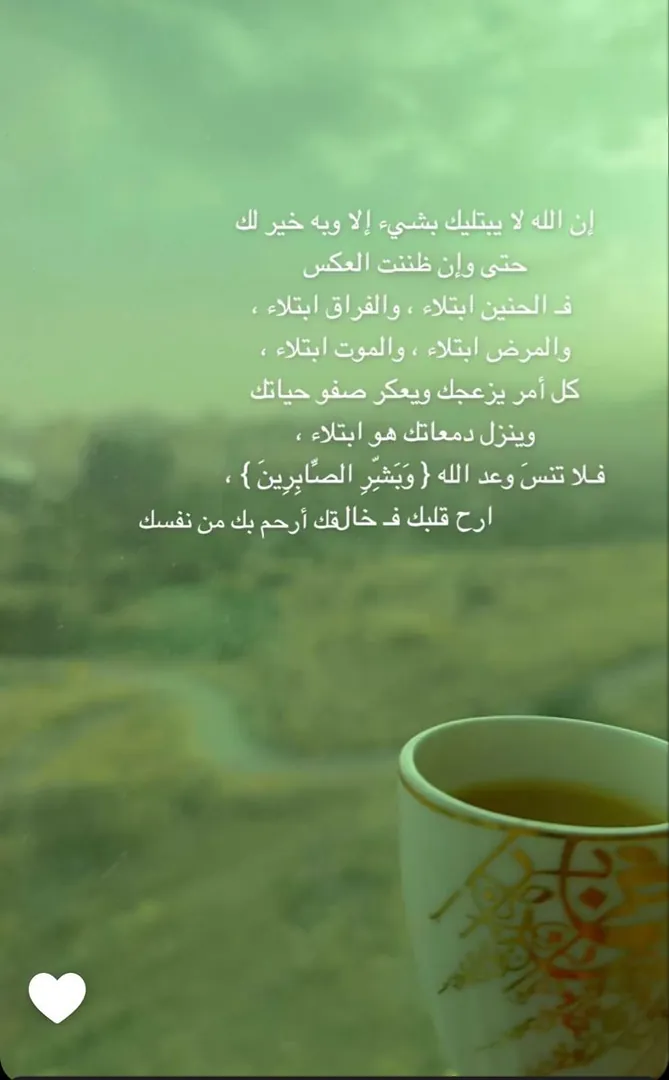 إن الله لا يبتليك بشيء إلا وبه خير لك
حتى وإن ظننت العكس
فـ الحنين ابتلاء ، والفراق ابتلاء ،
والمرض ابتلاء ، والموت ابتلاء ،
كل أمر يزعجك ويعكر صفو حياتك
وينزل دمعاتك هو ابتلاء ،
فـلا تنسَ وعد الله { وَبَشِّرِ الصَّابِرِينَ } ،
ارح قلبك فـ خالقك أرحم بك من نفسك